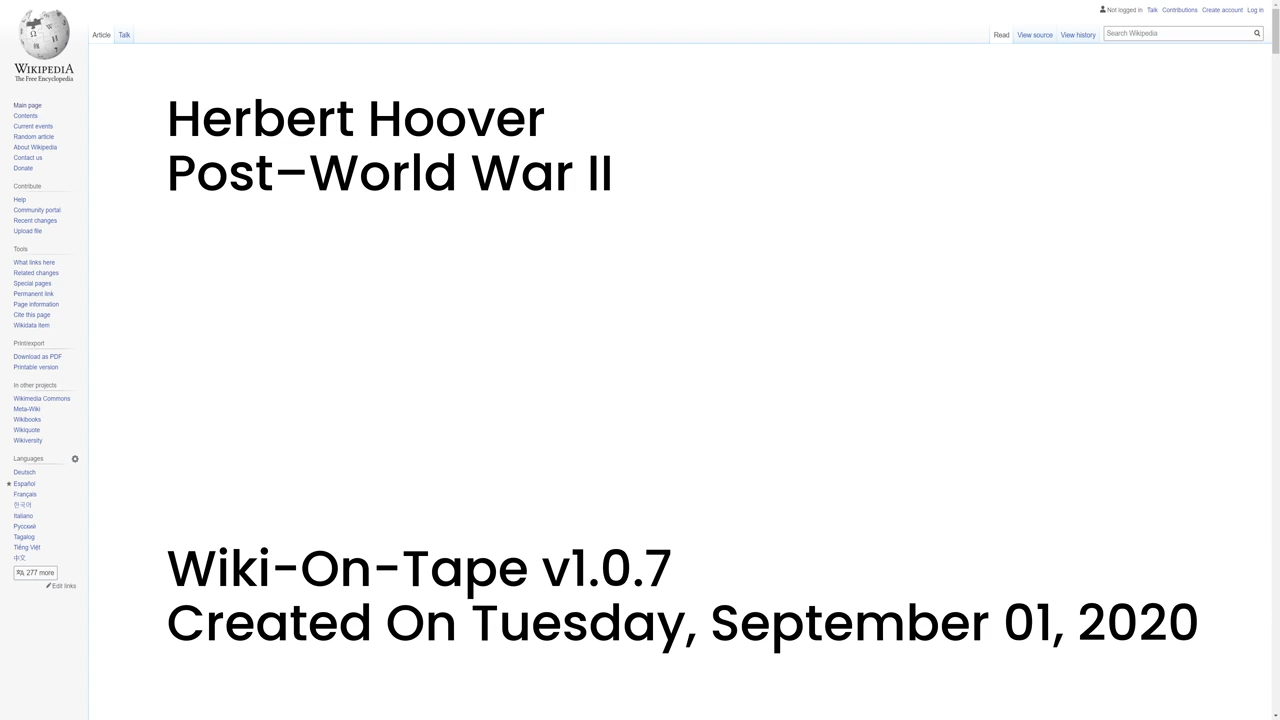 Not logged in Talk Contributions Create account Log in
Article Talk Read View source View history Search Wikipedia
WIKIPEDIA
The Free Encyclopedia
Main page
Contents
Current events
Random article
About Wikipedia
Contact us
Donate
Contribute
Help
Community portal
Recent changes
Upload file
Tools
What links here
Related changes
Special pages
Permanent link
Page information
Cite this page
Wikidata item
Print/export
Download as PDF
Printable version
In other projects
Wikimedia Commons
Meta-Wiki
Wikibooks
Wikiquote
Wikiversity
Languages
Deutsch
Español
Français
한국어
Italiano
Русский
Tagalog
Tiếng Việt
中文
277 more
Edit links
Herbert Hoover
Post–World War II
Wiki-On-Tape v1.0.7
Created On Tuesday, September 01, 2020